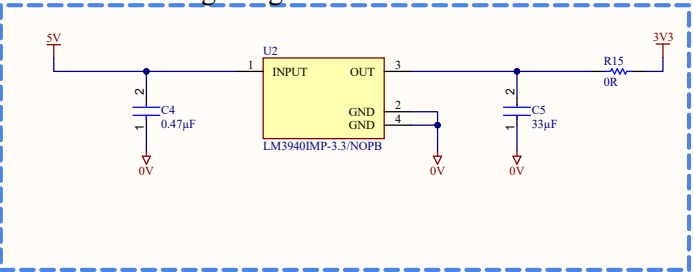 5V
3V3
U2
1
INPUT
OUT
3
R15
0R
2
C4
0.47µF
1
0V
GND
2
GND
4
LM3940IMP-3.3/NOPB
0V
2
C5
33µF
1
0V